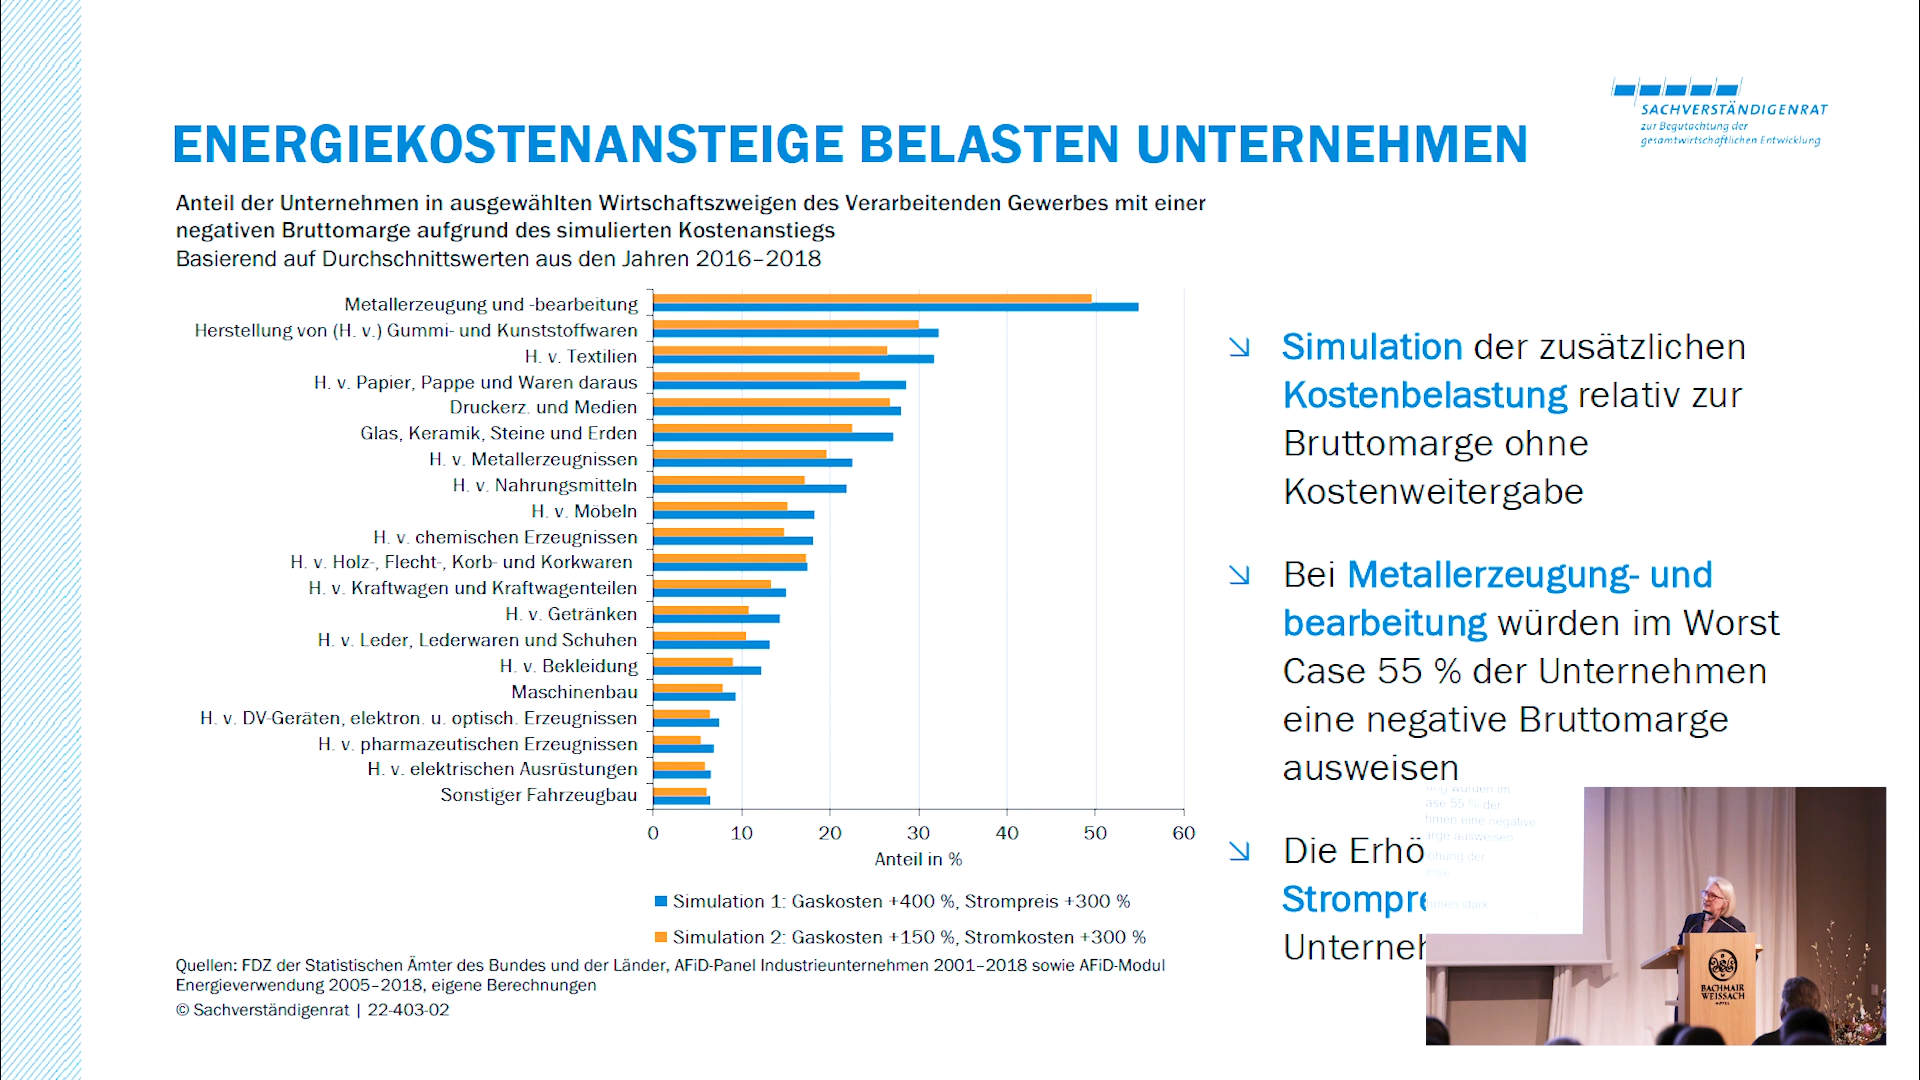 SACHVERSTÄNDIGENRAT
zur Begutachtung der
gesamtwirtschaftlichen Entwicklung
ENERGIEKOSTENANSTEIGE BELASTEN UNTERNEHMEN
Anteil der Unternehmen in ausgewählten Wirtschaftszweigen des Verarbeitenden Gewerbes mit einer
negativen Bruttomarge aufgrund des simulierten Kostenanstiegs
Basierend auf Durchschnittswerten aus den Jahren 2016–2018
Metallerzeugung und -bearbeitung
Herstellung von (H. v.) Gummi- und Kunststoffwaren
H. v. Textilien
H. v. Papier, Pappe und Waren daraus
Druckerz. und Medien
Glas, Keramik, Steine und Erden
H. v. Metallerzeugnissen
H. v. Nahrungsmitteln
H. v. Möbeln
H. v. chemischen Erzeugnissen
H. v. Holz-, Flecht-, Korb- und Korkwaren
H. v. Kraftwagen und Kraftwagenteilen
H. v. Getränken
H. v. Leder, Lederwaren und Schuhen
H. v. Bekleidung
Maschinenbau
H. v. DV-Geräten, elektron. u. optisch. Erzeugnissen
H. v. pharmazeutischen Erzeugnissen
H. v. elektrischen Ausrüstungen
Sonstiger Fahrzeugbau
0 10 20 30 40 50 60
Anteil in %
Simulation 1: Gaskosten +400 %, Strompreis +300 %
Simulation 2: Gaskosten +150 %, Stromkosten +300 %
Quellen: FDZ der Statistischen Ämter des Bundes und der Länder, AFiD-Panel Industrieunternehmen 2001–2018 sowie AFiD-Modul
Energieverwendung 2005–2018, eigene Berechnungen
© Sachverständigenrat | 22-403-02
Simulation der zusätzlichen
Kostenbelastung relativ zur
Bruttomarge ohne
Kostenweitergabe
Bei Metallerzeugung- und
bearbeitung würden im Worst
Case 55 % der Unternehmen
eine negative Bruttomarge
ausweisen
Die Erhö
Strompre
Unterneh
ase 55 % der
hmen eine negative
arge ausweisen
BACHMAIR
WEISSACH
HOTEL